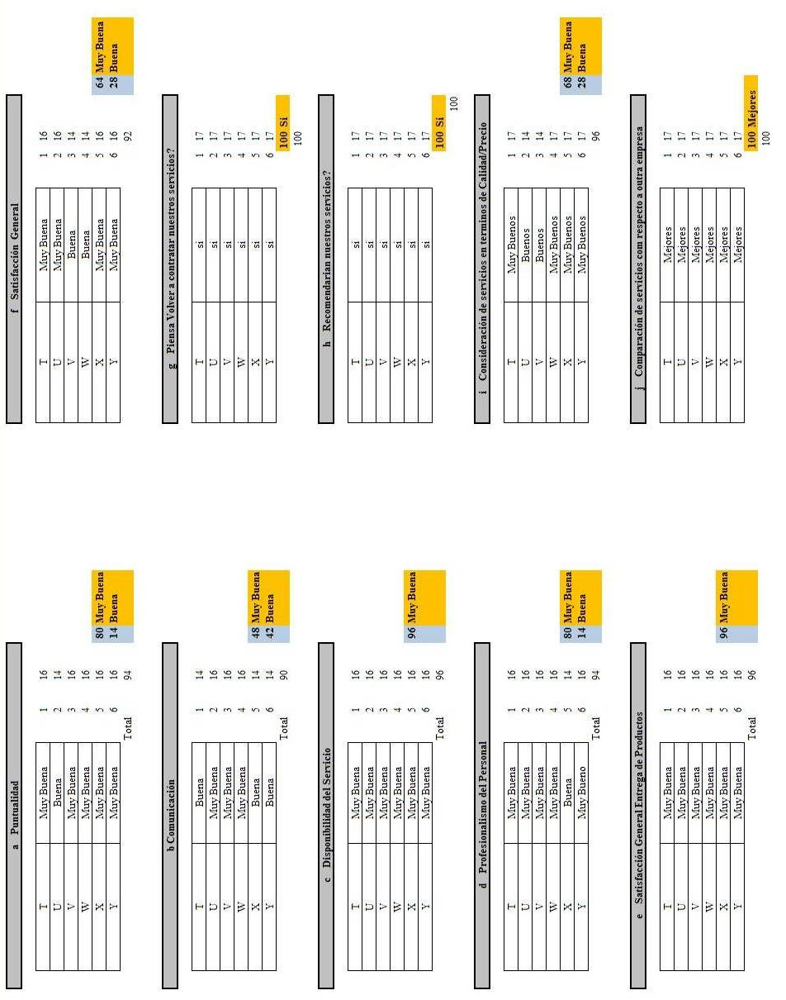 a Puntualidad
T Muy Buena 1 16
U Buena 2 14
V Muy Buena 3 16
W Muy Buena 4 16
X Muy Buena 5 16 80 Muy Buena
Y Muy Buena 6 16 14 Buena
Total 94
b Comunicación
T Buena 1 14
U Muy Buena 2 16
V Muy Buena 3 16
W Muy Buena 4 16
X Buena 5 14 48 Muy Buena
Y Buena 6 14 42 Buena
Total 90
c Disponibilidad del Servicio
T Muy Buena 1 16
U Muy Buena 2 16
V Muy Buena 3 16
W Muy Buena 4 16
X Muy Buena 5 16 96 Muy Buena
Y Muy Buena 6 16
Total 96
d Profesionalismo del Personal
T Muy Buena 1 16
U Muy Buena 2 16
V Muy Buena 3 16
W Muy Buena 4 16
X Buena 5 14 80 Muy Buena
Y Muy Bueno 6 16 14 Buena
Total 94
e Satisfacción General Entrega de Productos
T Muy Buena 1 16
U Muy Buena 2 16
V Muy Buena 3 16
W Muy Buena 4 16
X Muy Buena 5 16 96 Muy Buena
Y Muy Buena 6 16
Total 96
f Satisfacción General
T Muy Buena 1 16
U Muy Buena 2 16
V Buena 3 14
W Buena 4 14
X Muy Buena 5 16 64 Muy Buena
Y Muy Buena 6 16 28 Buena
92
g Piensa Volver a contratar nuestros servicios?
T si 1 17
U si 2 17
V si 3 17
W si 4 17
X si 5 17
Y si 6 17
100 Si
100
h Recomendarian nuestros servicios?
T si 1 17
U si 2 17
V si 3 17
W si 4 17
X si 5 17
Y si 6 17
100 Si
100
i Consideración de servicios en terminos de Calidad/Precio
T Muy Buenos 1 17
U Buenos 2 14
V Buenos 3 14
W Muy Buenos 4 17
X Muy Buenos 5 17 68 Muy Buena
Y Muy Buenos 6 17 28 Buena
96
j Comparación de servicios com respecto a outra empresa
T Mejores 1 17
U Mejores 2 17
V Mejores 3 17
W Mejores 4 17
X Mejores 5 17
Y Mejores 6 17
100 Mejores
100